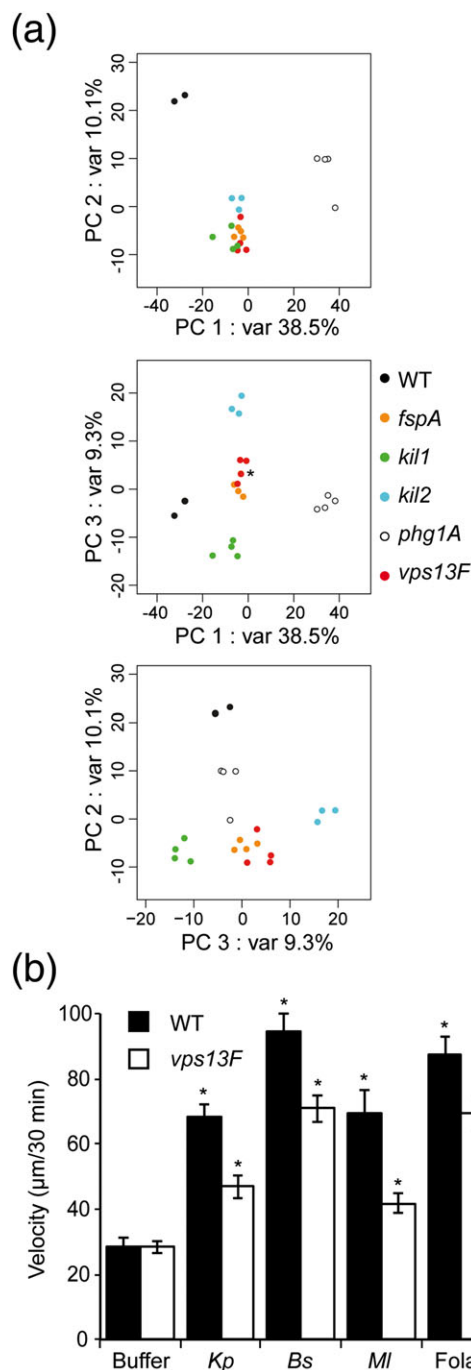 (a)
30
20
10
0
-10
PC 2 : var 10.1%
-40 -20 0 20 40
PC 1 : var 38.5%
20
10
0
-10
-20
PC 3 : var 9.3%
*
-40 -20 0 20 40
PC 1 : var 38.5%
WT
fspA
kil1
kil2
phg1A
vps13F
30
20
10
0
-10
PC 2 : var 10.1%
-20 -10 0 10 20
PC 3 : var 9.3%
(b)
100
80
60
40
20
0
Velocity (µm/30 min)
WT
vps13F
* * * * * * *
Buffer Kp Bs Ml Fola